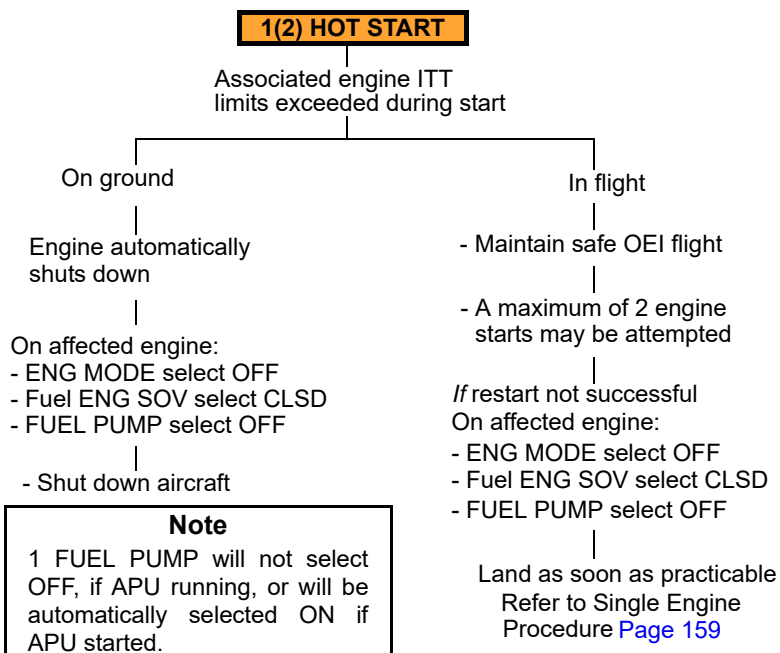 1(2) HOT START
Associated engine ITT
limits exceeded during start
On ground
Engine automatically
shuts down
On affected engine:
- ENG MODE select OFF
- Fuel ENG SOV select CLSD
- FUEL PUMP select OFF
- Shut down aircraft
Note
1 FUEL PUMP will not select
OFF, if APU running, or will be
automatically selected ON if
APU started.
In flight
- Maintain safe OEI flight
- A maximum of 2 engine
starts may be attempted
If restart not successful
On affected engine:
- ENG MODE select OFF
- Fuel ENG SOV select CLSD
- FUEL PUMP select OFF
Land as soon as practicable
Refer to Single Engine
Procedure Page 159